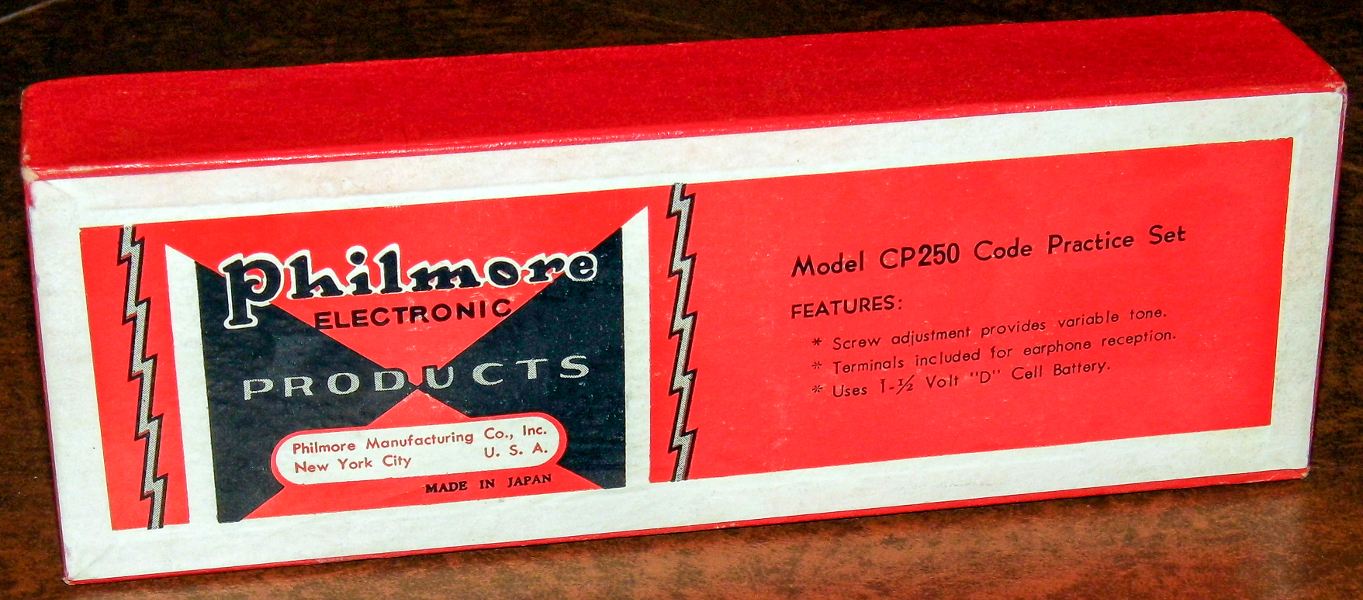 Philmore
ELECTRONIC
PRODUCTS
Philmore Manufacturing Co., Inc.
New York City U. S. A.
MADE IN JAPAN
Model CP250 Code Practice Set
FEATURES:
* Screw adjustment provides variable tone.
* Terminals included for earphone reception.
* Uses 1-½ Volt "D" Cell Battery.